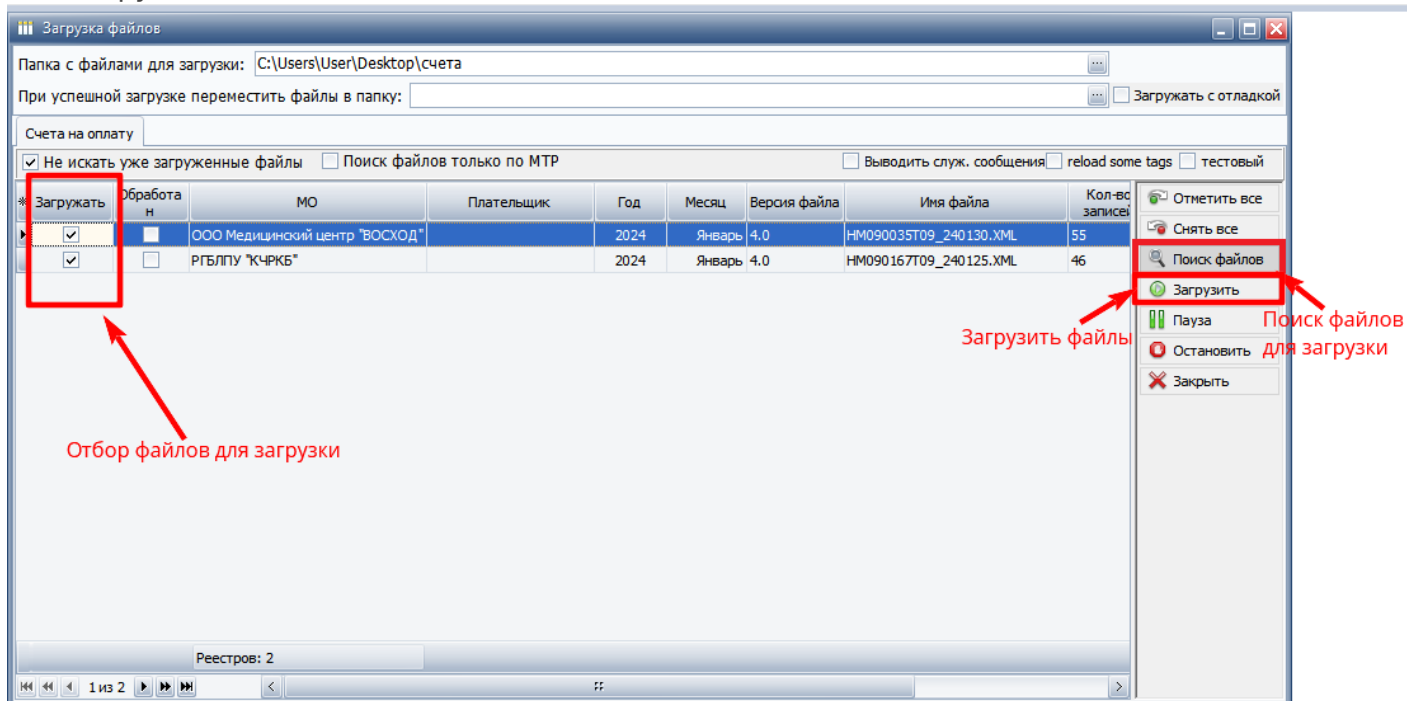 Загрузка файлов
Папка с файлами для загрузки: C:\Users\User\Desktop\счета
При успешной загрузке переместить файлы в папку: Загружать с отладкой
Счета на оплату
Не искать уже загруженные файлы Поиск файлов только по МТР Выводить служ. сообщения reload some tags тестовый
Загружать Обработа МО Плательщик Год Месяц Версия файла Имя файла Кол-во
н записей
ООО Медицинский центр "ВОСХОД" 2024 Январь 4.0 HM090035T09_240130.XML 55
РГБЛПУ "КЧРКБ" 2024 Январь 4.0 HM090167T09_240125.XML 46
Отметить все
Снять все
Поиск файлов
Загрузить
Пауза
Остановить
Закрыть
Загрузить файлы
Поиск файлов
для загрузки
Отбор файлов для загрузки
Реестров: 2
1 из 2